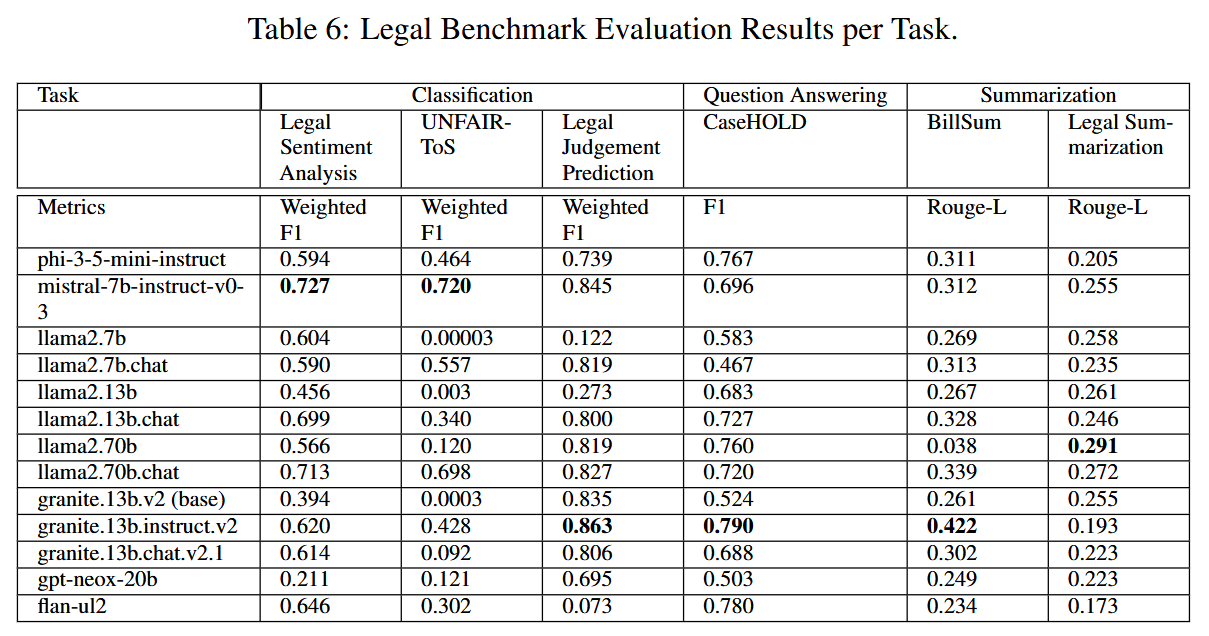 Table 6: Legal Benchmark Evaluation Results per Task.
Task Classification Question Answering Summarization
Legal Sentiment Analysis UNFAIR-ToS Legal Judgement Prediction CaseHOLD BillSum Legal Sum-marization
Metrics Weighted F1 Weighted F1 Weighted F1 F1 Rouge-L Rouge-L
phi-3-5-mini-instruct 0.594 0.464 0.739 0.767 0.311 0.205
mistral-7b-instruct-v0-3 0.727 0.720 0.845 0.696 0.312 0.255
llama2.7b 0.604 0.00003 0.122 0.583 0.269 0.258
llama2.7b.chat 0.590 0.557 0.819 0.467 0.313 0.235
llama2.13b 0.456 0.003 0.273 0.683 0.267 0.261
llama2.13b.chat 0.699 0.340 0.800 0.727 0.328 0.246
llama2.70b 0.566 0.120 0.819 0.760 0.038 0.291
llama2.70b.chat 0.713 0.698 0.827 0.720 0.339 0.272
granite.13b.v2 (base) 0.394 0.0003 0.835 0.524 0.261 0.255
granite.13b.instruct.v2 0.620 0.428 0.863 0.790 0.422 0.193
granite.13b.chat.v2.1 0.614 0.092 0.806 0.688 0.302 0.223
gpt-neox-20b 0.211 0.121 0.695 0.503 0.249 0.223
flan-ul2 0.646 0.302 0.073 0.780 0.234 0.173